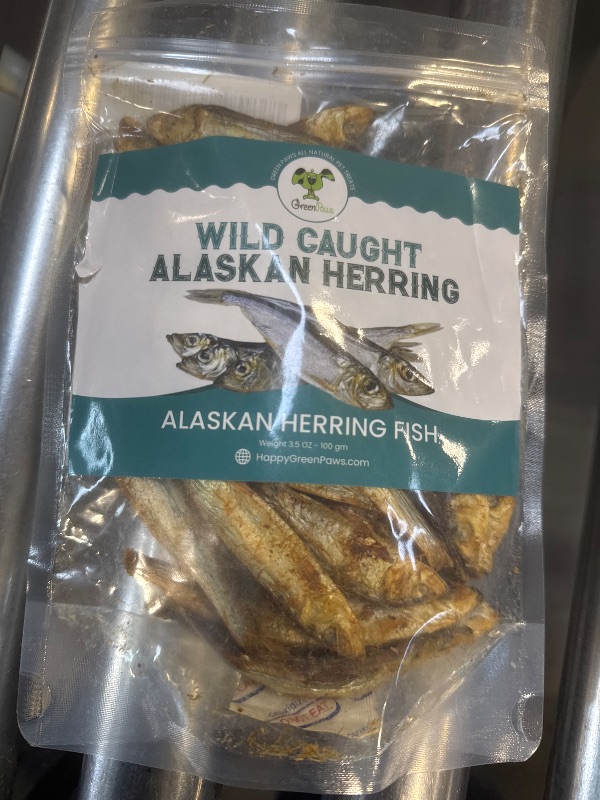 GREEN PAWS ALL NATURAL PET TREATS
GreenPaws
WILD CAUGHT
ALASKAN HERRING
ALASKAN HERRING FISH
Weight 3.5 OZ - 100 gm
HappyGreenPaws.com